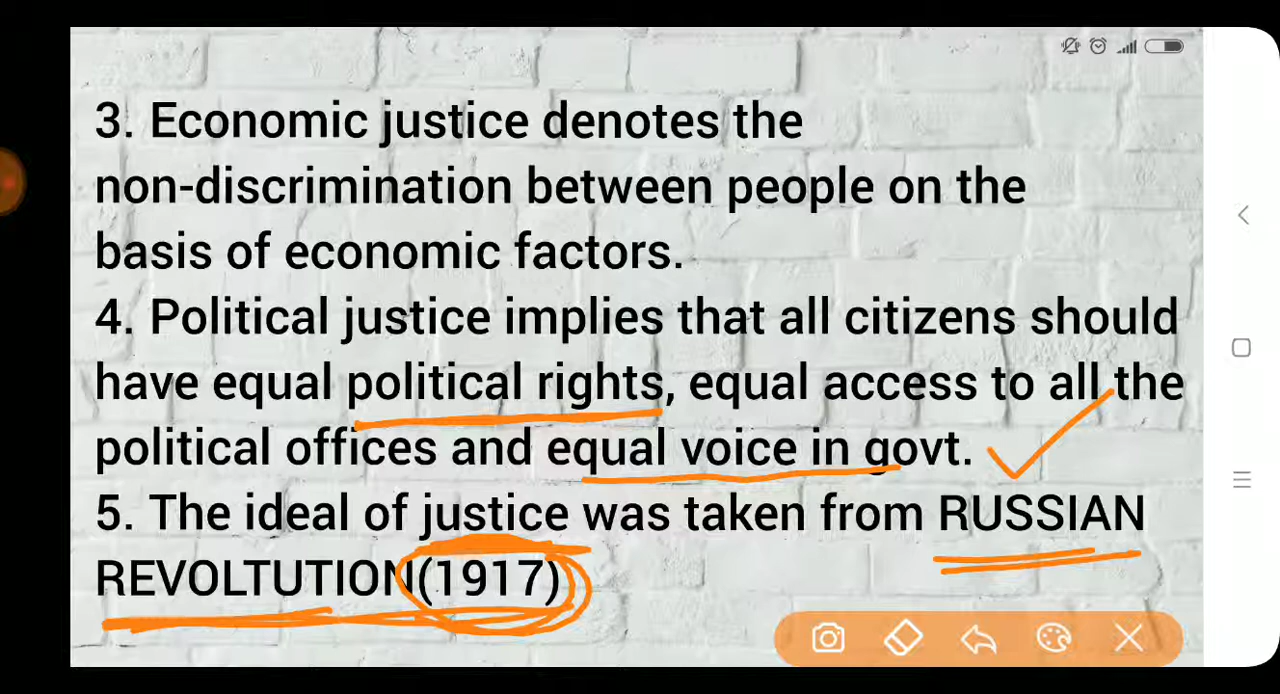 3. Economic justice denotes the
non-discrimination between people on the
basis of economic factors.
4. Political justice implies that all citizens should
have equal political rights, equal access to all the
political offices and equal voice in govt.
5. The ideal of justice was taken from RUSSIAN
REVOLTUTION(1917)